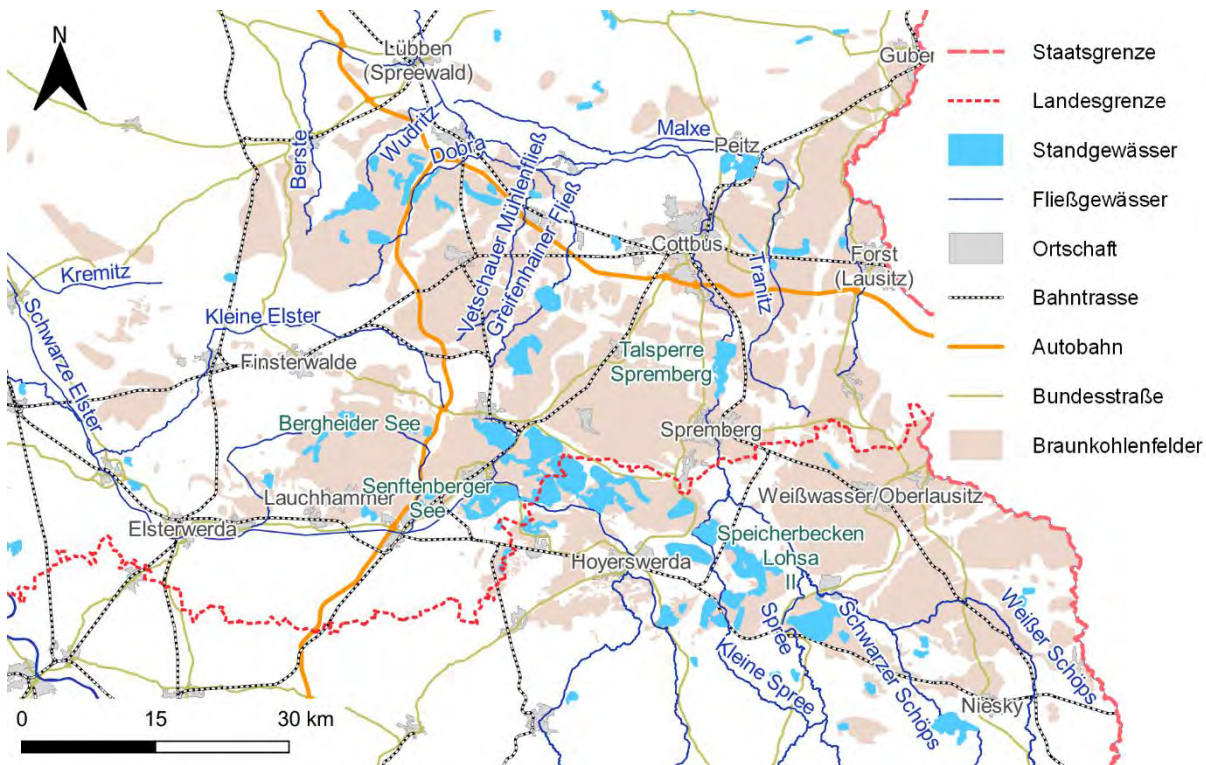 N
Lübben
(Spreewald)
Guben
Wudritz
Dobra
Berste
Malxe
Peitz
Vetschauer Mühlenfließ
Greifenhainer Fließ
Cottbus
Tranitz
Forst
(Lausitz)
Kremitz
Schwarze Elster
Kleine Elster
Finsterwalde
Talsperre
Spremberg
Bergheider See
Spremberg
Lauchhammer
Senftenberger
See
Elsterwerda
Weißwasser/Oberlausitz
Hoyerswerda
Speicherbecken
Lohsa
II
Spree
Kleine Spree
Schwarzer Schöps
Weißer Schöps
Niesky
0 15 30 km
Staatsgrenze
Landesgrenze
Standgewässer
Fließgewässer
Ortschaft
Bahntrasse
Autobahn
Bundesstraße
Braunkohlenfelder